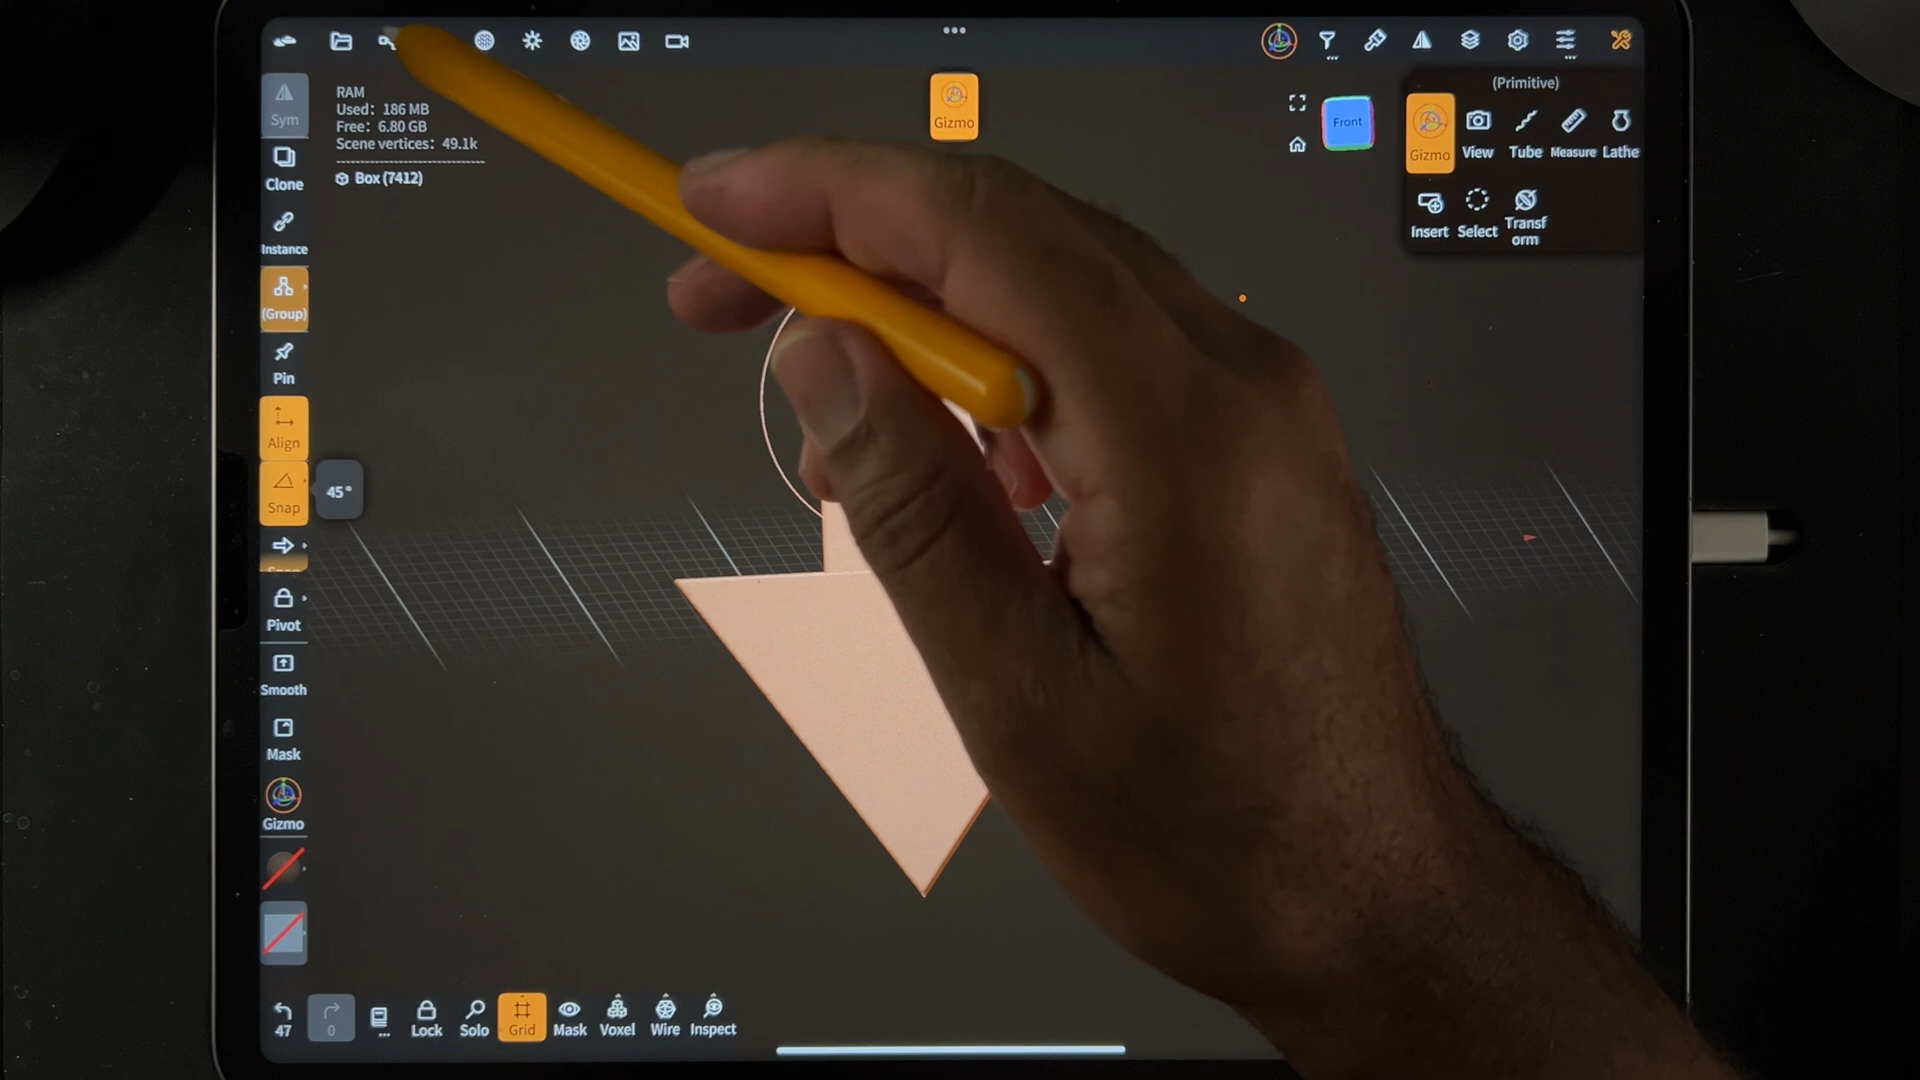 Sym
Clone
Instance
(Group)
Pin
Align
Snap
45°
Pivot
Smooth
Mask
Gizmo
RAM
Used: 186 MB
Free: 6.80 GB
Scene vertices: 49.1k
Box (7412)
Gizmo
Front
(Primitive)
Gizmo
View
Tube
Measure
Lathe
Insert
Select
Transf
orm
47
0
Lock
Solo
Grid
Mask
Voxel
Wire
Inspect